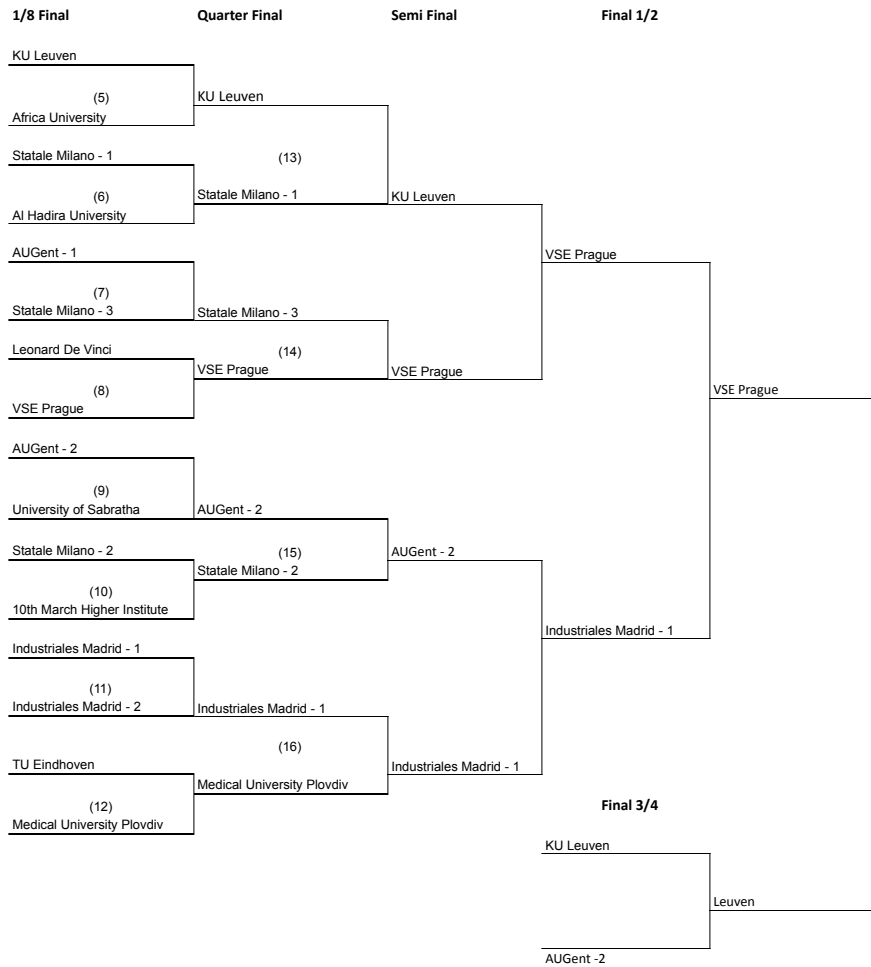 1/8 Final
Quarter Final
Semi Final
Final 1/2
KU Leuven
(5)
KU Leuven
Africa University
Statale Milano - 1
(13)
(6)
Statale Milano - 1
KU Leuven
Al Hadira University
AUGent - 1
VSE Prague
(7)
Statale Milano - 3
Statale Milano - 3
Leonard De Vinci
(14)
VSE Prague
VSE Prague
(8)
VSE Prague
VSE Prague
AUGent - 2
(9)
University of Sabratha
AUGent - 2
Statale Milano - 2
(15)
AUGent - 2
Statale Milano - 2
(10)
10th March Higher Institute
Industriales Madrid - 1
Industriales Madrid - 1
(11)
Industriales Madrid - 2
Industriales Madrid - 1
(16)
TU Eindhoven
Industriales Madrid - 1
Medical University Plovdiv
(12)
Final 3/4
Medical University Plovdiv
KU Leuven
Leuven
AUGent -2